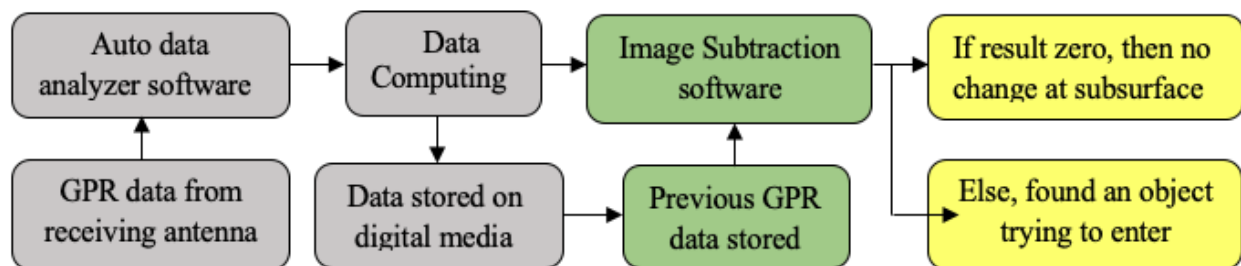 Auto data
analyzer software
Data
Computing
Image Subtraction
software
If result zero, then no
change at subsurface
GPR data from
receiving antenna
Data stored on
digital media
Previous GPR
data stored
Else, found an object
trying to enter